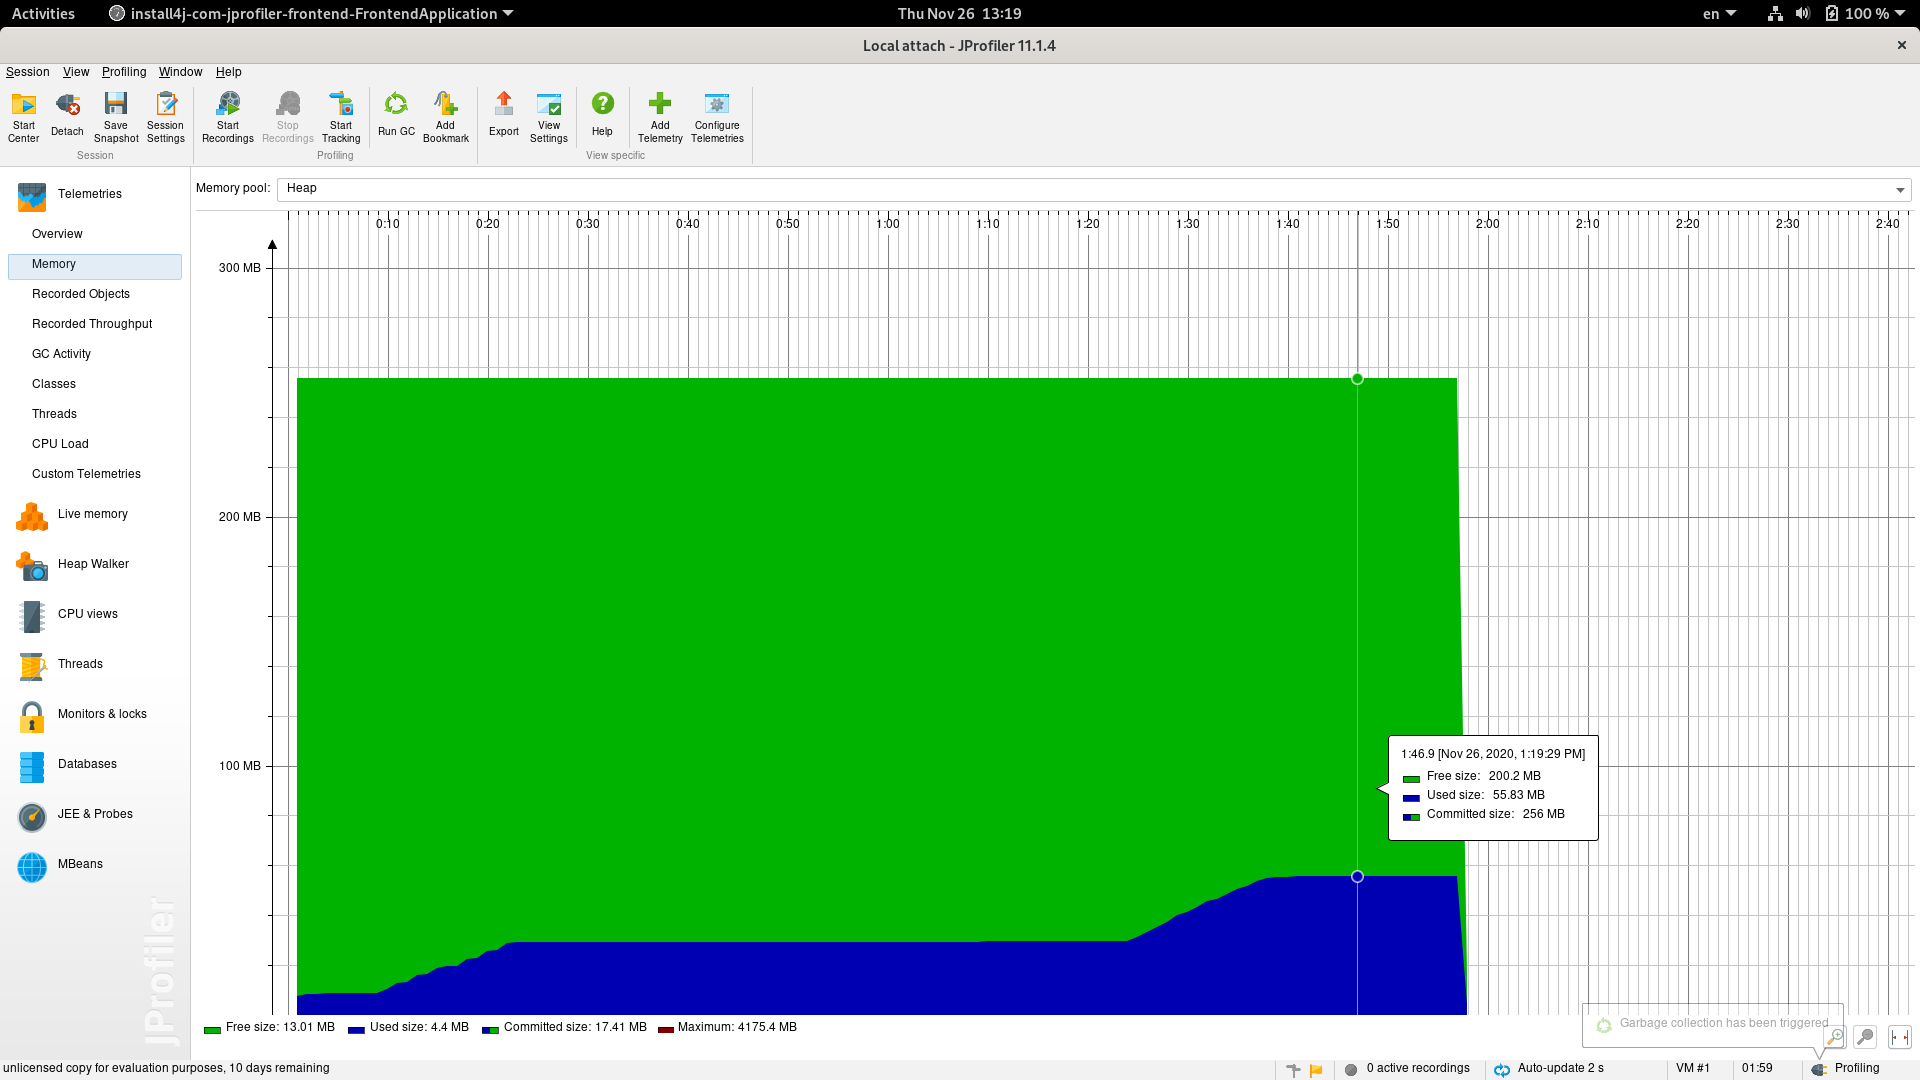 Activities
install4j-com-jprofiler-frontend-FrontendApplication
Thu Nov 26 13:19
en
100 %
Local attach - JProfiler 11.1.4
Session View Profiling Window Help
Start Center
Detach
Save Snapshot
Session Settings
Start Recordings
Stop Recordings
Start Tracking
Run GC
Add Bookmark
Export
View Settings
Help
Add Telemetry
Configure Telemetries
Session
Profiling
View specific
Telemetries
Overview
Memory
Recorded Objects
Recorded Throughput
GC Activity
Classes
Threads
CPU Load
Custom Telemetries
Live memory
Heap Walker
CPU views
Threads
Monitors & locks
Databases
JEE & Probes
MBeans
JProfiler
Memory pool: Heap
0:10 0:20 0:30 0:40 0:50 1:00 1:10 1:20 1:30 1:40 1:50 2:00 2:10 2:20 2:30 2:40
300 MB
200 MB
100 MB
1:46.9 [Nov 26, 2020, 1:19:29 PM]
Free size: 200.2 MB
Used size: 55.83 MB
Committed size: 256 MB
Free size: 13.01 MB Used size: 4.4 MB Committed size: 17.41 MB Maximum: 4175.4 MB
Garbage collection has been triggered
unlicensed copy for evaluation purposes, 10 days remaining
0 active recordings
Auto-update 2 s
VM #1
01:59
Profiling